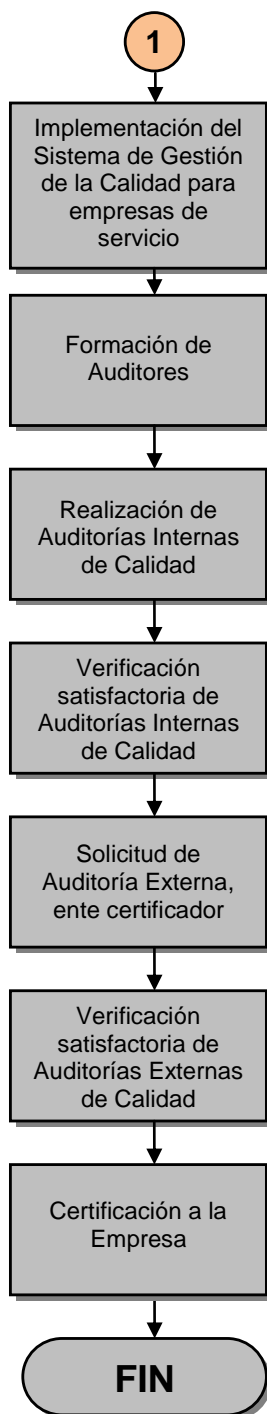 1
Implementación del
Sistema de Gestión
de la Calidad para
empresas de
servicio
Formación de
Auditores
Realización de
Auditorías Internas
de Calidad
Verificación
satisfactoria de
Auditorías Internas
de Calidad
Solicitud de
Auditoría Externa,
ente certificador
Verificación
satisfactoria de
Auditorías Externas
de Calidad
Certificación a la
Empresa
FIN